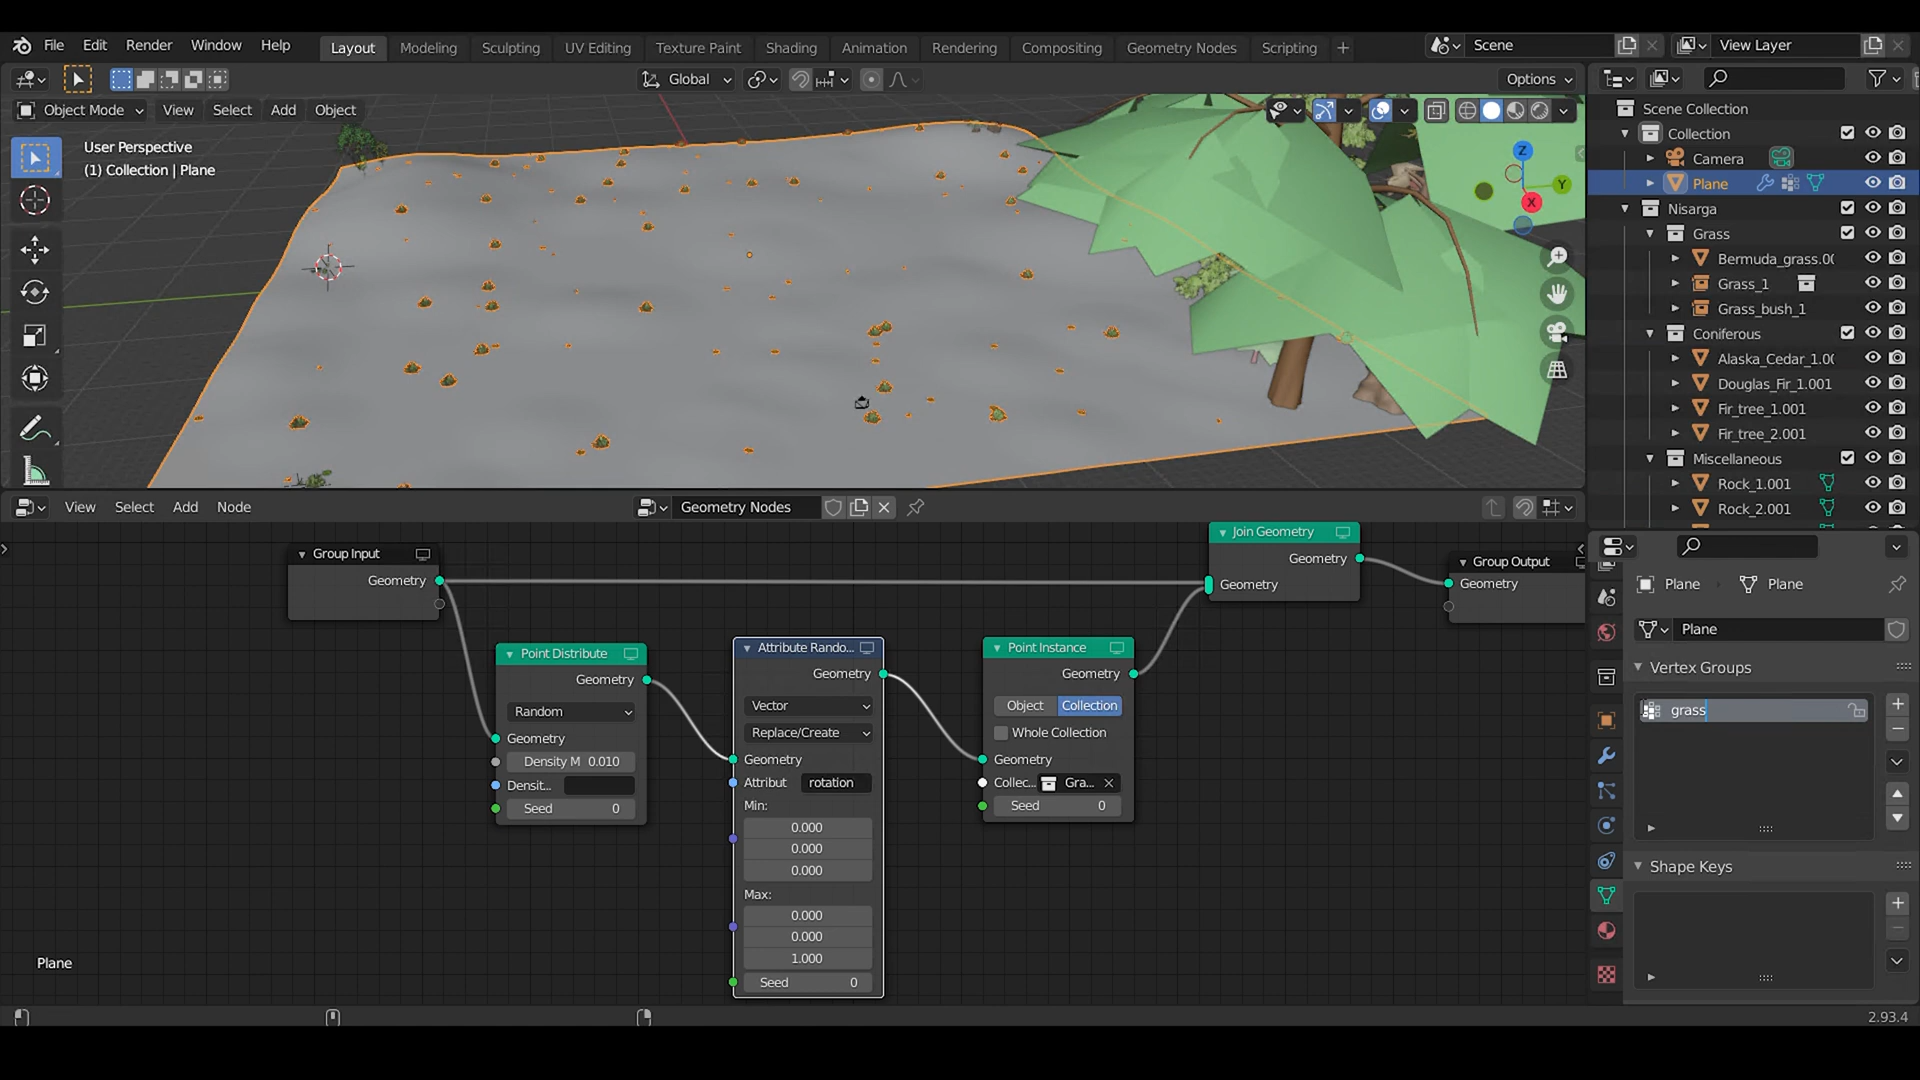 File Edit Render Window Help Layout Modeling Sculpting UV Editing Texture Paint Shading Animation Rendering Compositing Geometry Nodes Scripting + Scene View Layer
Global Options
Object Mode View Select Add Object
User Perspective
(1) Collection | Plane
Z
Y
X
Scene Collection
Collection
Camera
Plane
Nisarga
Grass
Bermuda_grass.00
Grass_1
Grass_bush_1
Coniferous
Alaska_Cedar_1.00
Douglas_Fir_1.001
Fir_tree_1.001
Fir_tree_2.001
Miscellaneous
Rock_1.001
Rock_2.001
View Select Add Node Geometry Nodes
Group Input
Geometry
Point Distribute
Geometry
Random
Geometry
Density M 0.010
Densit...
Seed 0
Attribute Rando...
Geometry
Vector
Replace/Create
Geometry
Attribut rotation
Min:
0.000
0.000
0.000
Max:
0.000
0.000
1.000
Seed 0
Point Instance
Geometry
Object Collection
Whole Collection
Geometry
Collec... Gra...
Seed 0
Join Geometry
Geometry
Geometry
Group Output
Geometry
Plane
Plane Plane
Plane
Vertex Groups
grass
Shape Keys
2.93.4